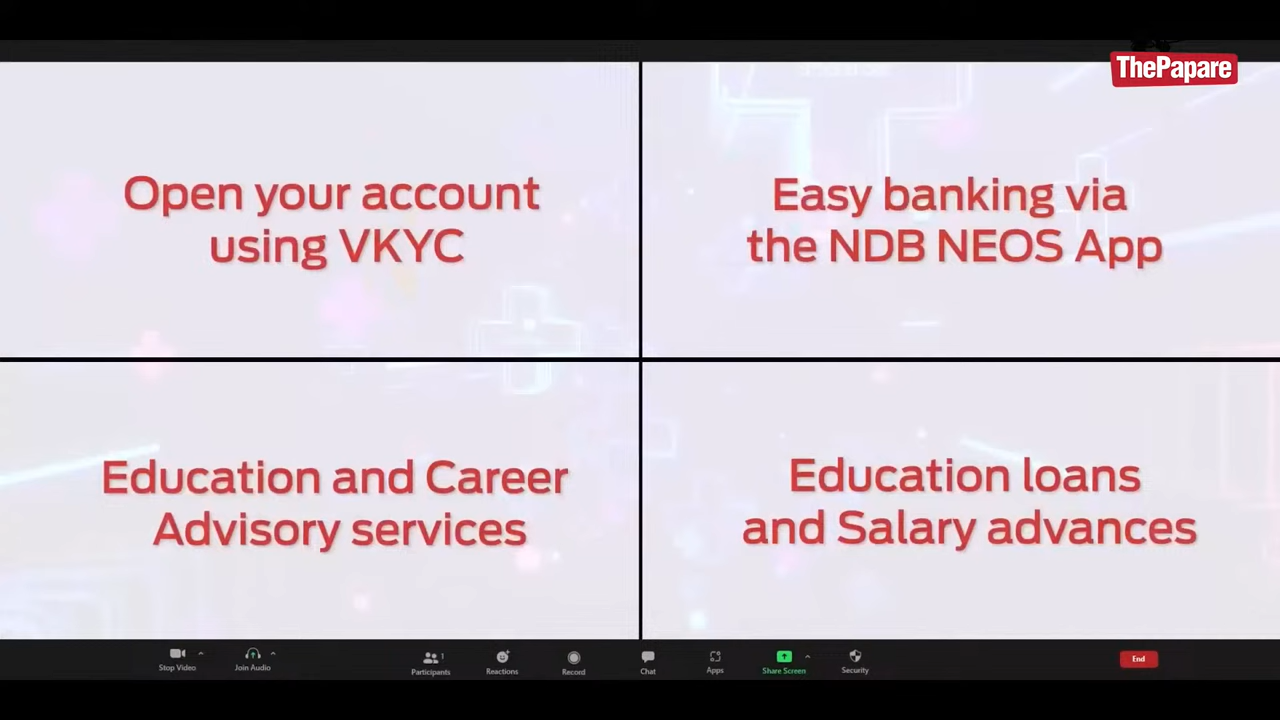 ThePapare
Open your account
using VKYC
Easy banking via
the NDB NEOS App
Education and Career
Advisory services
Education loans
and Salary advances
Stop Video
Join Audio
Participants
1
Reactions
Record
Chat
Apps
Share Screen
Security
End